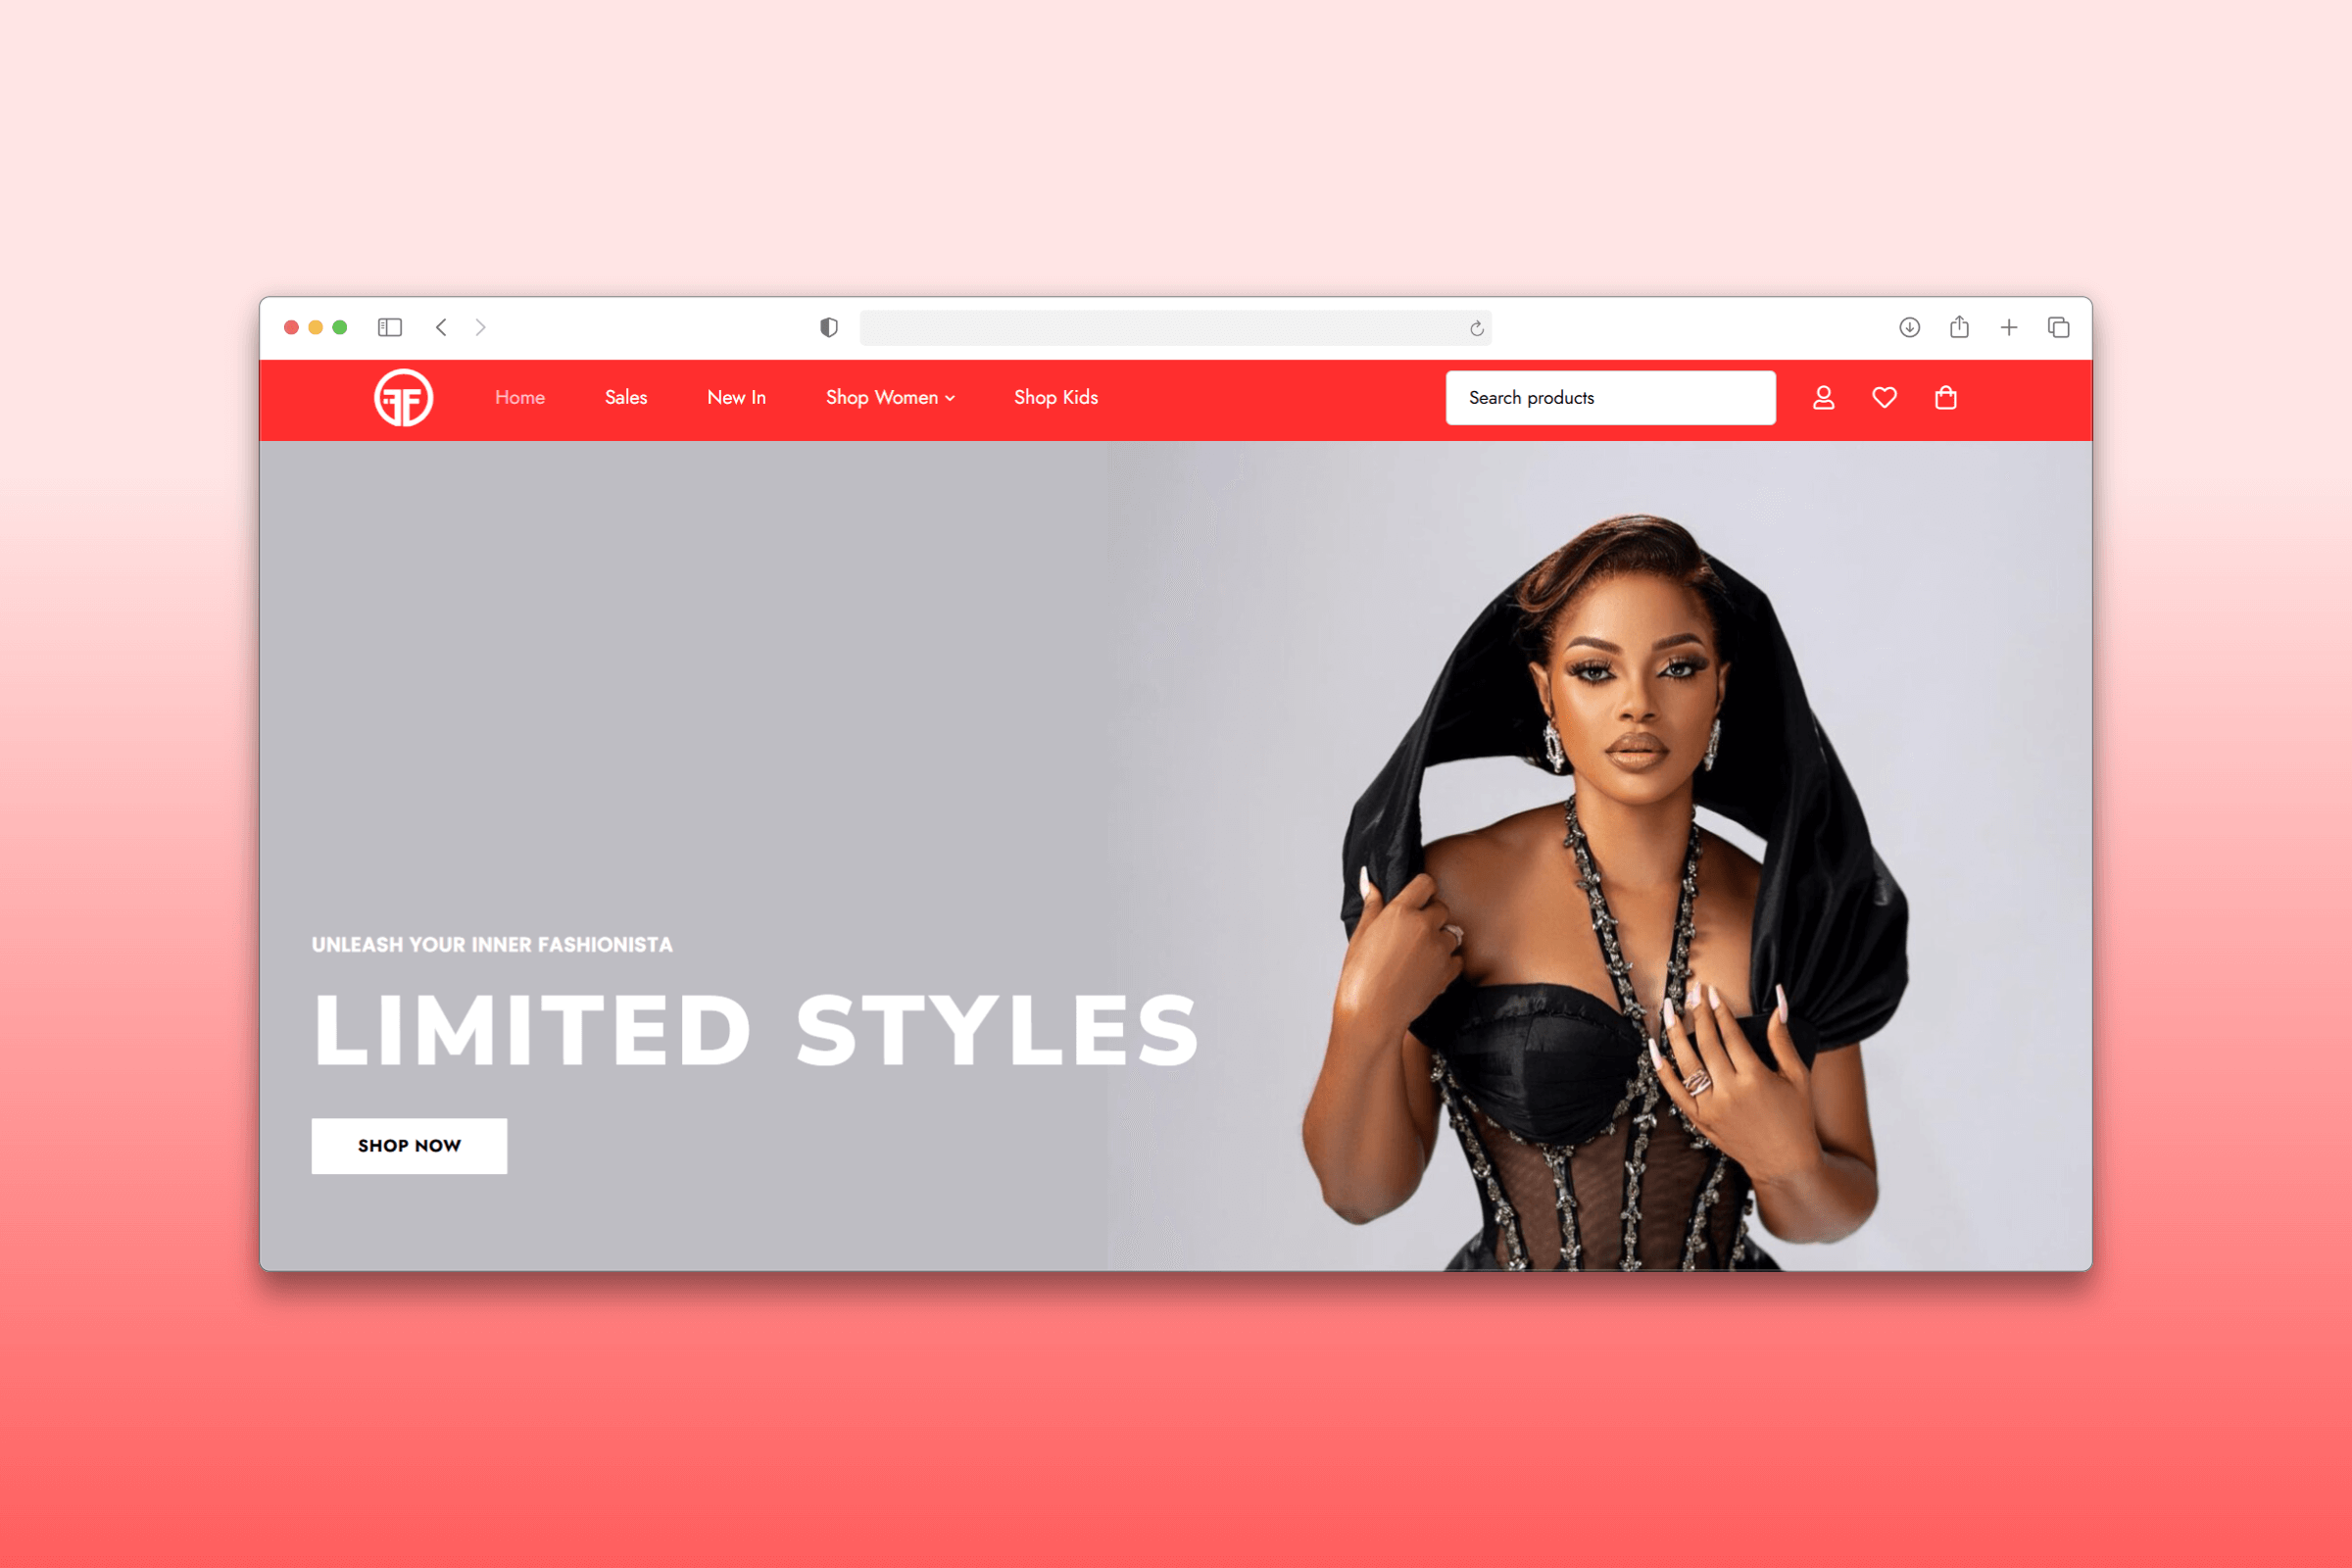 Home Sales New In Shop Women Shop Kids Search products
UNLEASH YOUR INNER FASHIONISTA
LIMITED STYLES
SHOP NOW